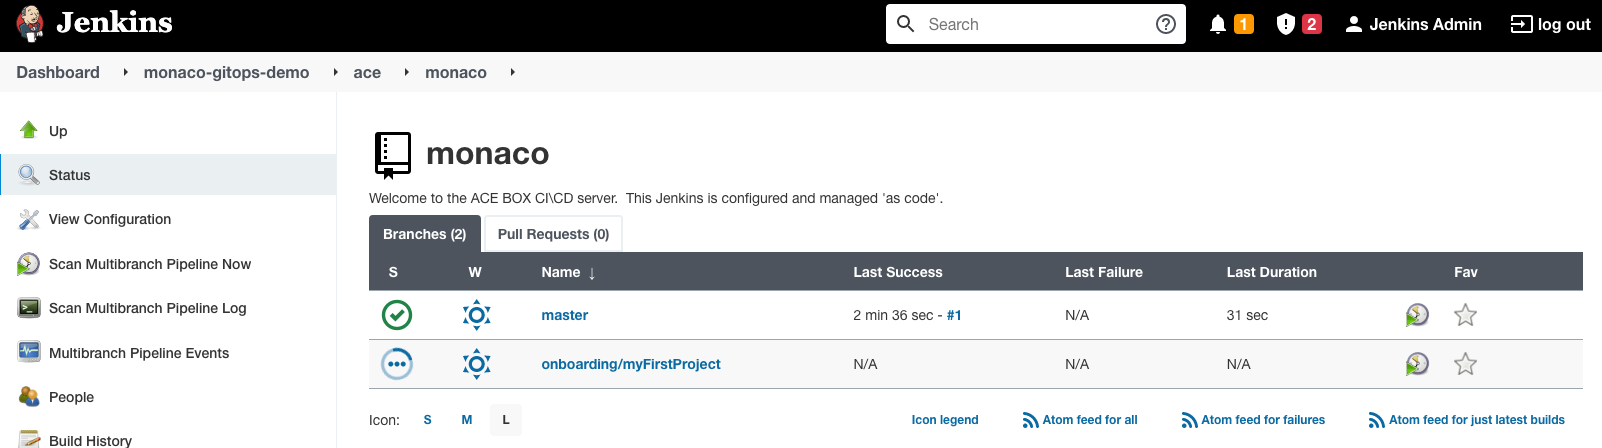 Jenkins
Search
1
2
Jenkins Admin
log out
Dashboard
monaco-gitops-demo
ace
monaco
Up
Status
View Configuration
Scan Multibranch Pipeline Now
Scan Multibranch Pipeline Log
Multibranch Pipeline Events
People
Build History
monaco
Welcome to the ACE BOX CI\CD server.  This Jenkins is configured and managed 'as code'.
Branches (2) Pull Requests (0)
S W Name ↓ Last Success Last Failure Last Duration Fav
master 2 min 36 sec - #1 N/A 31 sec
onboarding/myFirstProject N/A N/A N/A
Icon: S M L Icon legend Atom feed for all Atom feed for failures Atom feed for just latest builds